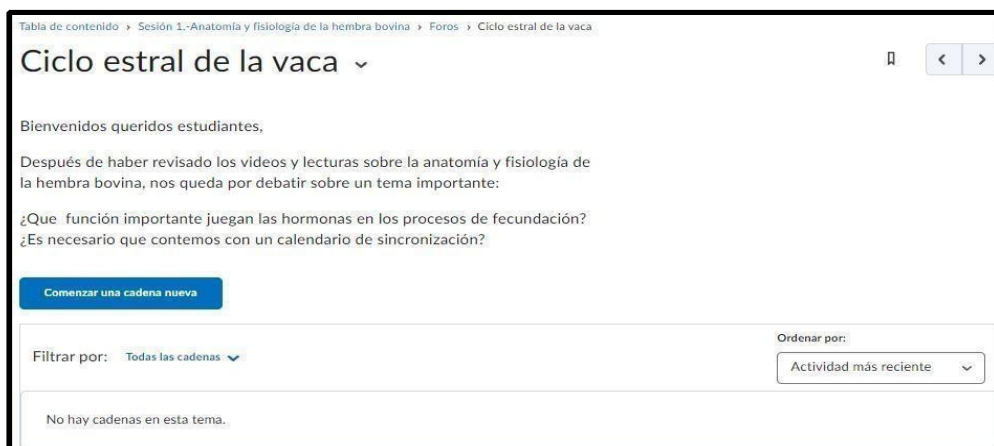 Tabla de contenido › Sesión 1.-Anatomía y fisiología de la hembra bovina › Foros › Ciclo estral de la vaca
Ciclo estral de la vaca
Bienvenidos queridos estudiantes,
Después de haber revisado los videos y lecturas sobre la anatomía y fisiología de
la hembra bovina, nos queda por debatir sobre un tema importante:
¿Que función importante juegan las hormonas en los procesos de fecundación?
¿Es necesario que contemos con un calendario de sincronización?
Comenzar una cadena nueva
Ordenar por:
Filtrar por: Todas las cadenas
Actividad más reciente
No hay cadenas en esta tema.